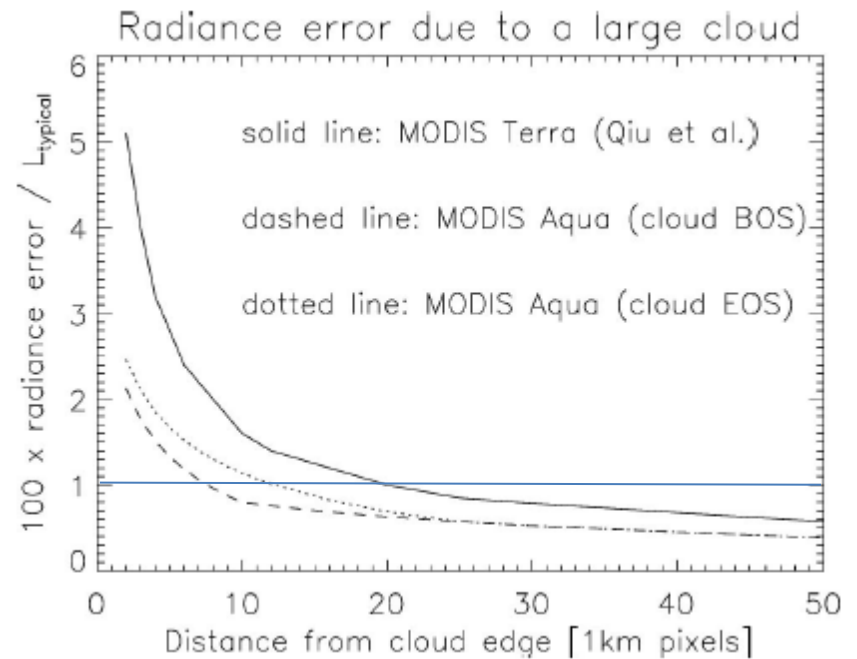 Radiance error due to a large cloud
6
5
4
3
2
1
0
100 x radiance error / Ltypical
solid line: MODIS Terra (Qiu et al.)
dashed line: MODIS Aqua (cloud BOS)
dotted line: MODIS Aqua (cloud EOS)
0 10 20 30 40 50
Distance from cloud edge [1km pixels]